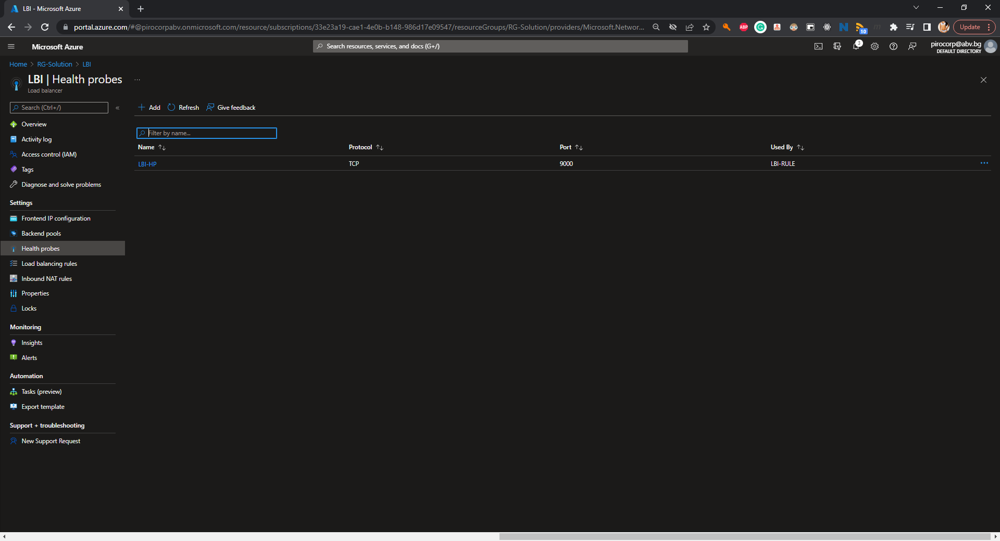 LBI - Microsoft Azure
portal.azure.com/#@pirocorpabv.onmicrosoft.com/resource/subscriptions/33e23a19-cae1-4e0b-b148-986d17e09547/resourceGroups/RG-Solution/providers/Microsoft.Networ...
ABP
10
Update
Microsoft Azure
Search resources, services, and docs (G+/)
3
pirocorp@abv.bg
DEFAULT DIRECTORY
Home > RG-Solution > LBI
LBI | Health probes ...
Load balancer
Search (Ctrl+/) «
Add Refresh Give feedback
Filter by name...
Name Protocol Port Used By
LBI-HP TCP 9000 LBI-RULE ...
Overview
Activity log
Access control (IAM)
Tags
Diagnose and solve problems
Settings
Frontend IP configuration
Backend pools
Health probes
Load balancing rules
Inbound NAT rules
Properties
Locks
Monitoring
Insights
Alerts
Automation
Tasks (preview)
Export template
Support + troubleshooting
New Support Request